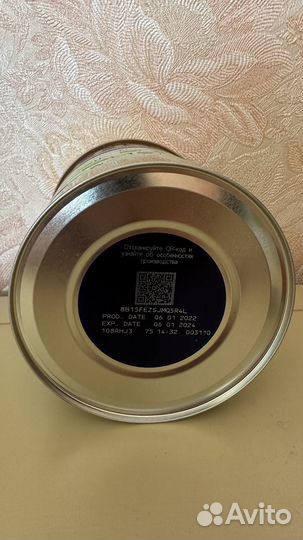 Отсканируйте QR-код и
узнайте об особенностях
производства
8B15FEZSJMQ5R4L
PROD. DATE 06 01 2022
EXP. DATE 06 01 2024
108RHJ3 75 14-32 003110
Avito